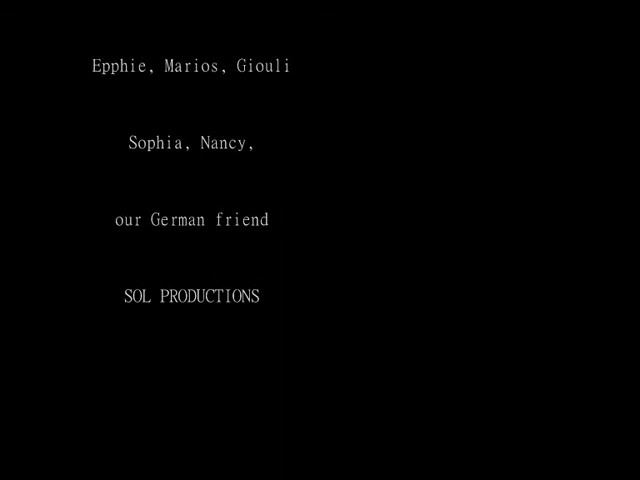 Epphie, Marios, Giouli
Sophia, Nancy,
our German friend
SOL PRODUCTIONS